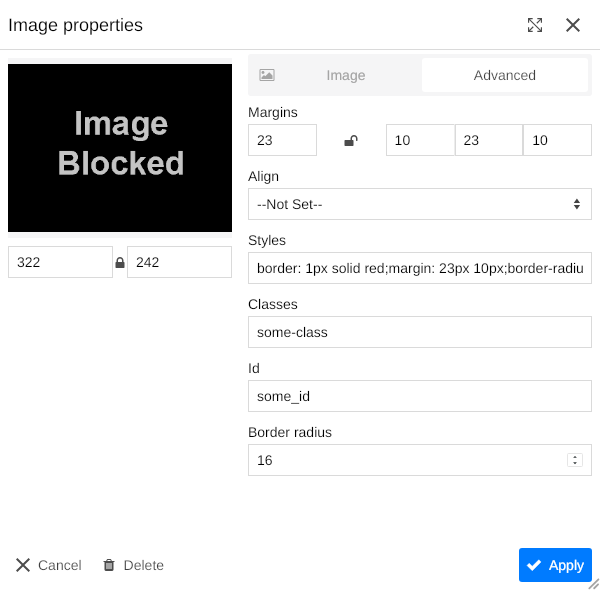 Image properties
Image
Blocked
322
242
Image
Advanced
Margins
23
10
23
10
Align
--Not Set--
Styles
border: 1px solid red;margin: 23px 10px;border-radiu
Classes
some-class
Id
some_id
Border radius
16
Cancel
Delete
Apply